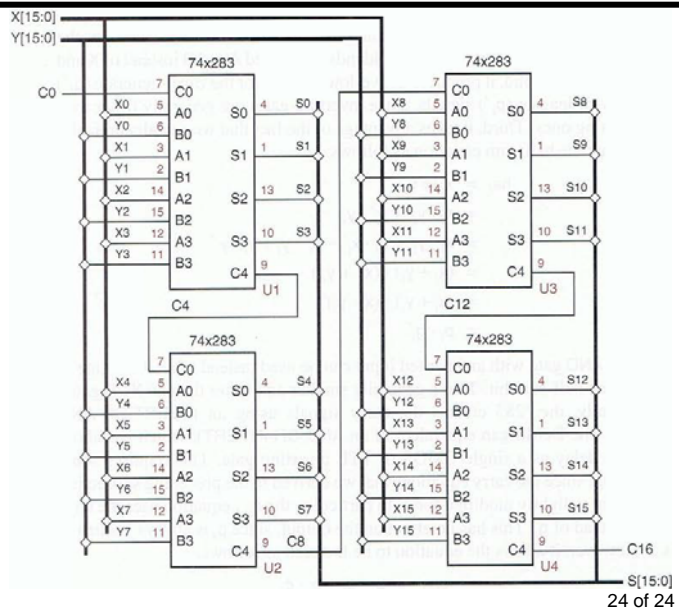 X[15:0]
Y[15:0]
74x283
C0
7 C0
X0 5 A0 S0 4 S0
Y0 6 B0
X1 3 A1 S1 1 S1
Y1 2 B1
X2 14 A2 S2 13 S2
Y2 15 B2
X3 12 A3 S3 10 S3
Y3 11 B3
C4 9
U1
C4
74x283
7 C0
X4 5 A0 S0 4 S4
Y4 6 B0
X5 3 A1 S1 1 S5
Y5 2 B1
X6 14 A2 S2 13 S6
Y6 15 B2
X7 12 A3 S3 10 S7
Y7 11 B3
C4 9 C8
U2
74x283
7 C0
X8 5 A0 S0 4 S8
Y8 6 B0
X9 3 A1 S1 1 S9
Y9 2 B1
X10 14 A2 S2 13 S10
Y10 15 B2
X11 12 A3 S3 10 S11
Y11 11 B3
C4 9
U3
C12
74x283
7 C0
X12 5 A0 S0 4 S12
Y12 6 B0
X13 3 A1 S1 1 S13
Y13 2 B1
X14 14 A2 S2 13 S14
Y14 15 B2
X15 12 A3 S3 10 S15
Y15 11 B3
C4 9 C16
U4
S[15:0]
24 of 24